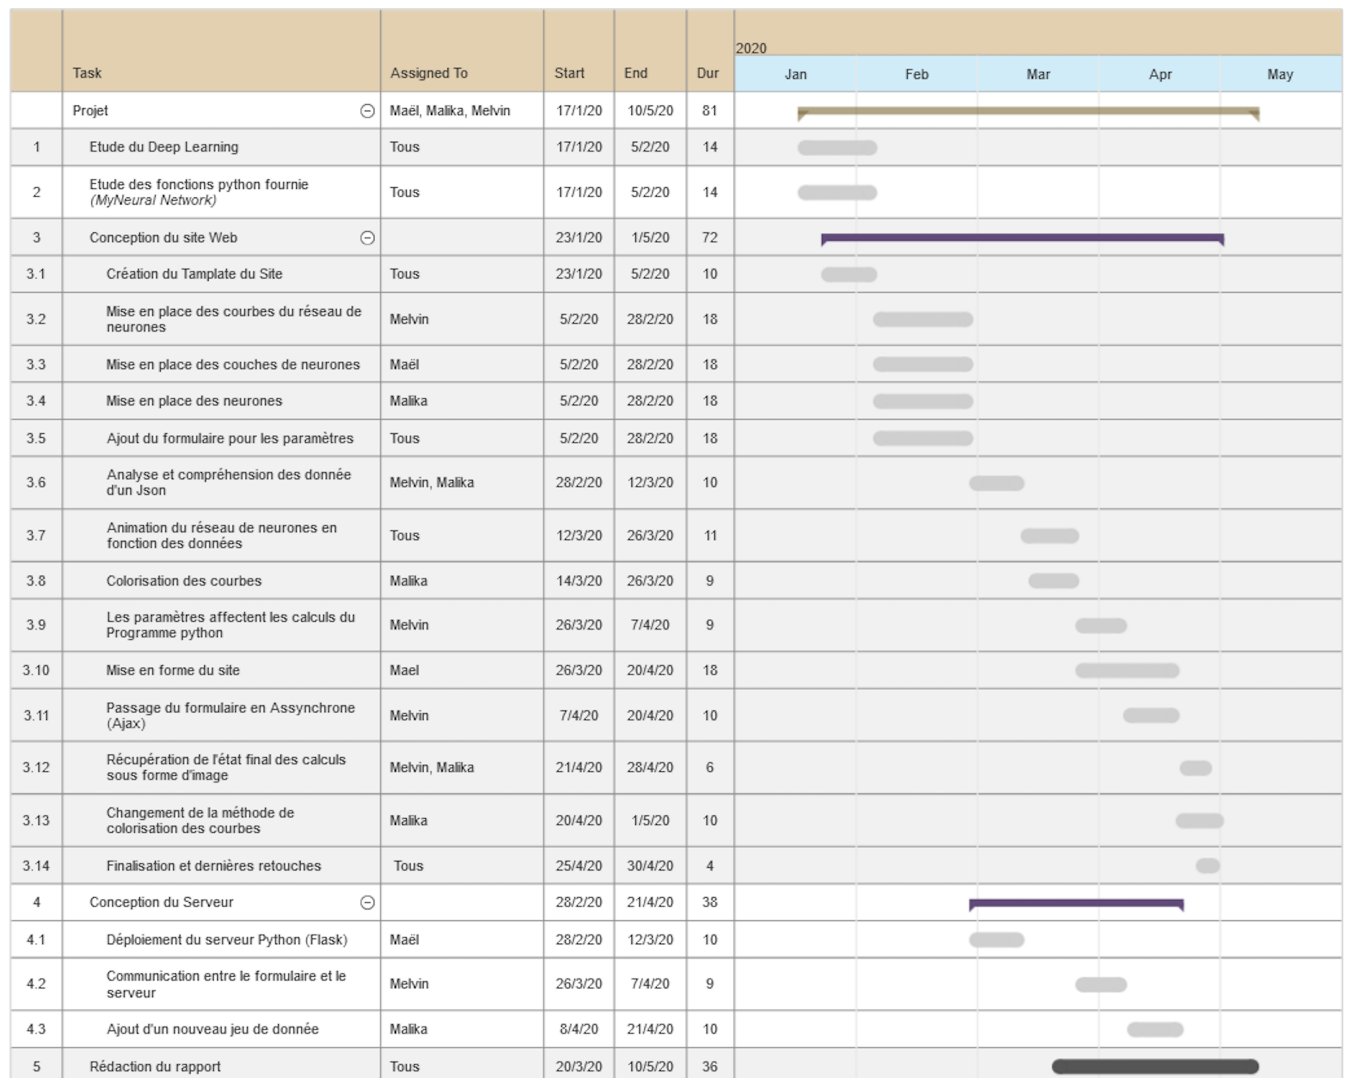 2020
Task Assigned To Start End Dur Jan Feb Mar Apr May
Projet Maël, Malika, Melvin 17/1/20 10/5/20 81
1 Etude du Deep Learning Tous 17/1/20 5/2/20 14
2 Etude des fonctions python fournie
(MyNeural Network) Tous 17/1/20 5/2/20 14
3 Conception du site Web 23/1/20 1/5/20 72
3.1 Création du Tamplate du Site Tous 23/1/20 5/2/20 10
3.2 Mise en place des courbes du réseau de
neurones Melvin 5/2/20 28/2/20 18
3.3 Mise en place des couches de neurones Maël 5/2/20 28/2/20 18
3.4 Mise en place des neurones Malika 5/2/20 28/2/20 18
3.5 Ajout du formulaire pour les paramètres Tous 5/2/20 28/2/20 18
3.6 Analyse et compréhension des donnée
d'un Json Melvin, Malika 28/2/20 12/3/20 10
3.7 Animation du réseau de neurones en
fonction des données Tous 12/3/20 26/3/20 11
3.8 Colorisation des courbes Malika 14/3/20 26/3/20 9
3.9 Les paramètres affectent les calculs du
Programme python Melvin 26/3/20 7/4/20 9
3.10 Mise en forme du site Mael 26/3/20 20/4/20 18
3.11 Passage du formulaire en Assynchrone
(Ajax) Melvin 7/4/20 20/4/20 10
3.12 Récupération de l'état final des calculs
sous forme d'image Melvin, Malika 21/4/20 28/4/20 6
3.13 Changement de la méthode de
colorisation des courbes Malika 20/4/20 1/5/20 10
3.14 Finalisation et dernières retouches Tous 25/4/20 30/4/20 4
4 Conception du Serveur 28/2/20 21/4/20 38
4.1 Déploiement du serveur Python (Flask) Maël 28/2/20 12/3/20 10
4.2 Communication entre le formulaire et le
serveur Melvin 26/3/20 7/4/20 9
4.3 Ajout d'un nouveau jeu de donnée Malika 8/4/20 21/4/20 10
5 Rédaction du rapport Tous 20/3/20 10/5/20 36